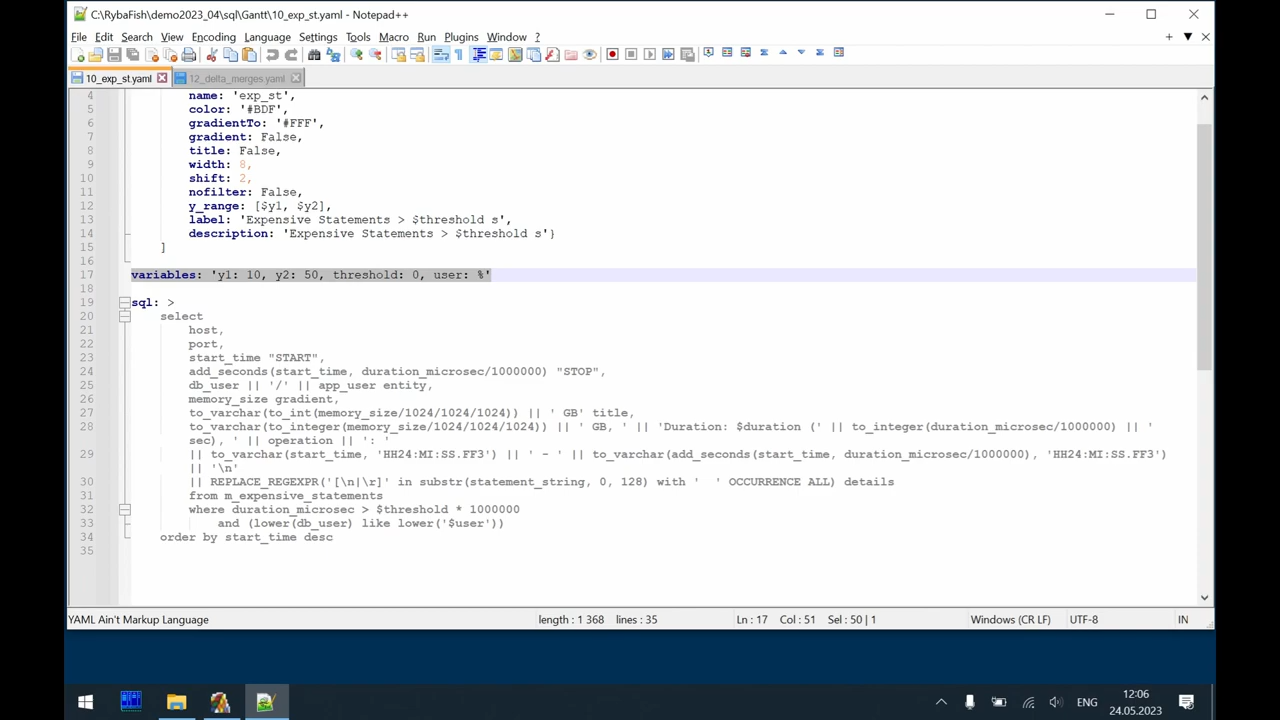 C:\RybaFish\demo2023_04\sql\Gantt\10_exp_st.yaml - Notepad++
File Edit Search View Encoding Language Settings Tools Macro Run Plugins Window ?
10_exp_st.yaml 12_delta_merges.yaml
4 name: 'exp_st',
5 color: '#BDF',
6 gradientTo: '#FFF',
7 gradient: False,
8 title: False,
9 width: 8,
10 shift: 2,
11 nofilter: False,
12 y_range: [$y1, $y2],
13 label: 'Expensive Statements > $threshold s',
14 description: 'Expensive Statements > $threshold s'}
15 ]
16
17 variables: 'y1: 10, y2: 50, threshold: 0, user: %'
18
19 sql: >
20 select
21 host,
22 port,
23 start_time "START",
24 add_seconds(start_time, duration_microsec/1000000) "STOP",
25 db_user || '/' || app_user entity,
26 memory_size gradient,
27 to_varchar(to_int(memory_size/1024/1024/1024)) || ' GB' title,
28 to_varchar(to_integer(memory_size/1024/1024/1024)) || ' GB, ' || 'Duration: $duration (' || to_integer(duration_microsec/1000000) || '
sec), ' || operation || ': '
29 || to_varchar(start_time, 'HH24:MI:SS.FF3') || ' - ' || to_varchar(add_seconds(start_time, duration_microsec/1000000), 'HH24:MI:SS.FF3')
|| '\n'
30 || REPLACE_REGEXPR('[\n|\r]' in substr(statement_string, 0, 128) with '  ' OCCURRENCE ALL) details
31 from m_expensive_statements
32 where duration_microsec > $threshold * 1000000
33 and (lower(db_user) like lower('$user'))
34 order by start_time desc
35
YAML Ain't Markup Language length : 1 368 lines : 35 Ln : 17 Col : 51 Sel : 50 | 1 Windows (CR LF) UTF-8 IN
ENG 12:06
24.05.2023